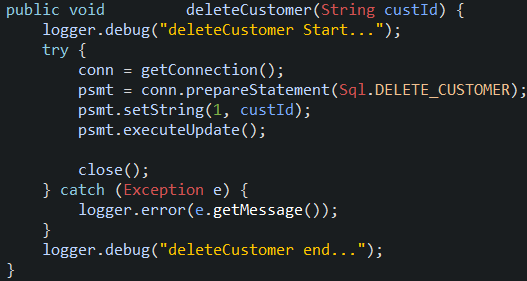 public void        deleteCustomer(String custId) {
    logger.debug("deleteCustomer Start...");
    try {
        conn = getConnection();
        psmt = conn.prepareStatement(Sql.DELETE_CUSTOMER);
        psmt.setString(1, custId);
        psmt.executeUpdate();

        close();
    } catch (Exception e) {
        logger.error(e.getMessage());
    }
    logger.debug("deleteCustomer end...");
}